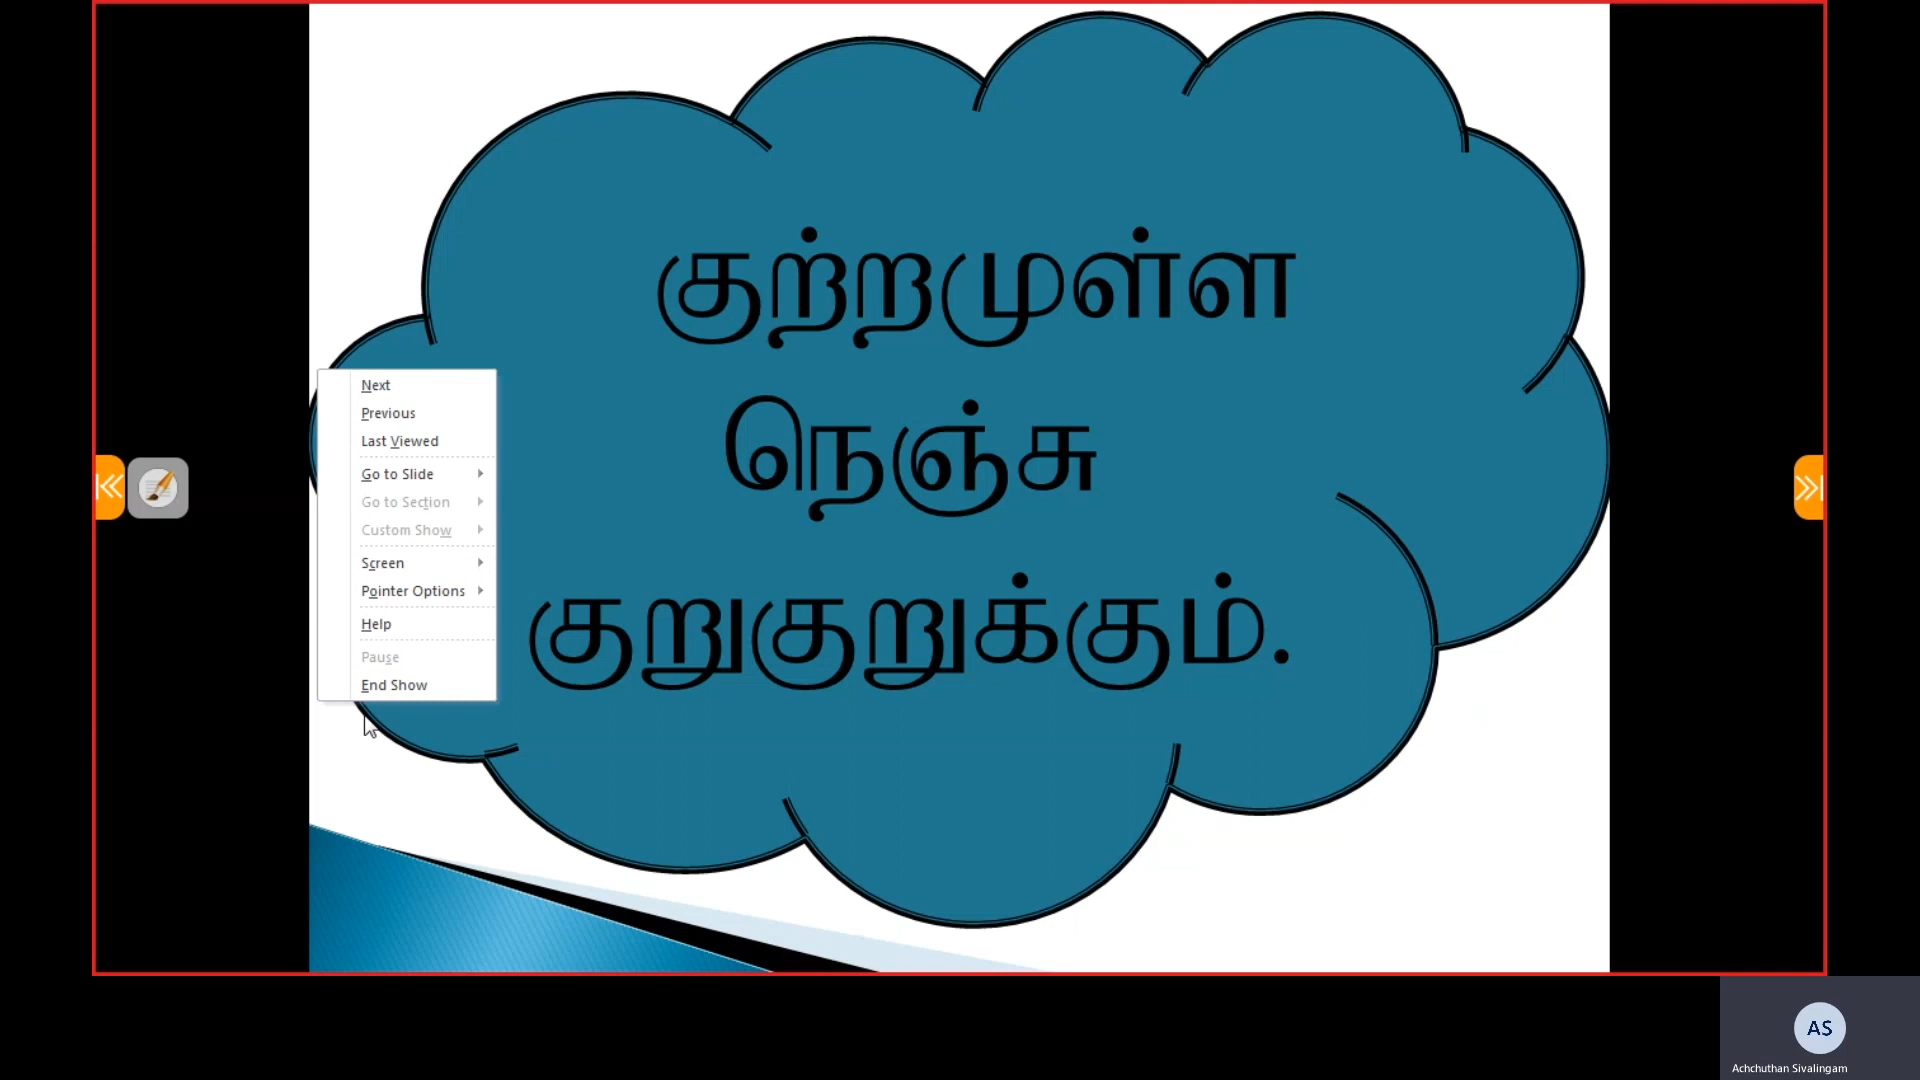 குற்றமுள்ள
நெஞ்சு
குறுகுறுக்கும்.
Next
Previous
Last Viewed
Go to Slide
Go to Section
Custom Show
Screen
Pointer Options
Help
Pause
End Show
AS
Achchuthan Sivalingam